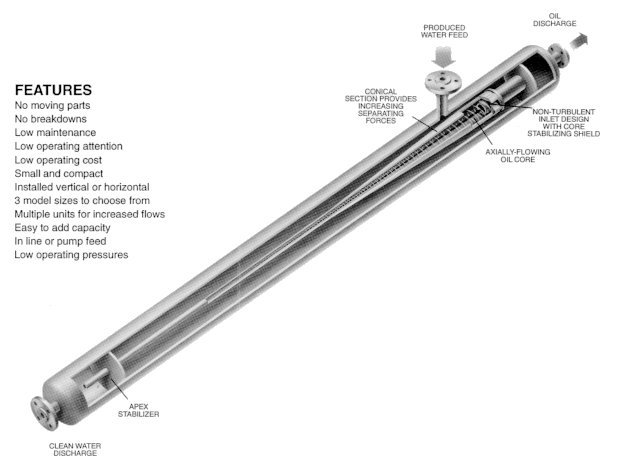 OIL
DISCHARGE
PRODUCED
WATER FEED
FEATURES
No moving parts
No breakdowns
Low maintenance
Low operating attention
Low operating cost
Small and compact
Installed vertical or horizontal
3 model sizes to choose from
Multiple units for increased flows
Easy to add capacity
In line or pump feed
Low operating pressures
CONICAL
SECTION PROVIDES
INCREASING
SEPARATING
FORCES
NON-TURBULENT
INLET DESIGN
WITH CORE
STABILIZING SHIELD
AXIALLY-FLOWING
OIL CORE
APEX
STABILIZER
CLEAN WATER
DISCHARGE